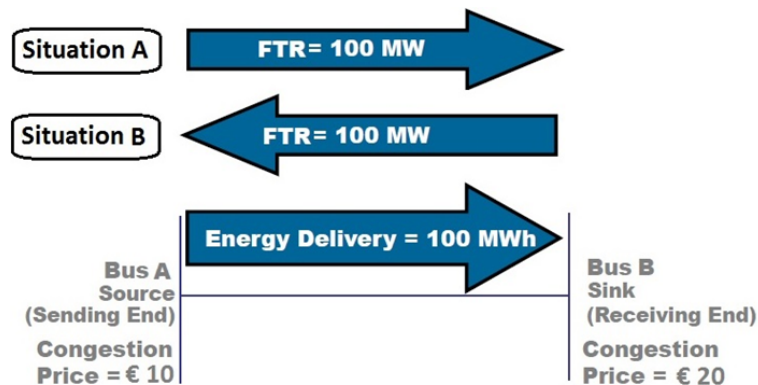 Situation A
FTR= 100 MW
Situation B
FTR= 100 MW
Energy Delivery = 100 MWh
Bus A
Source
(Sending End)
Congestion
Price = € 10
Bus B
Sink
(Receiving End)
Congestion
Price = € 20